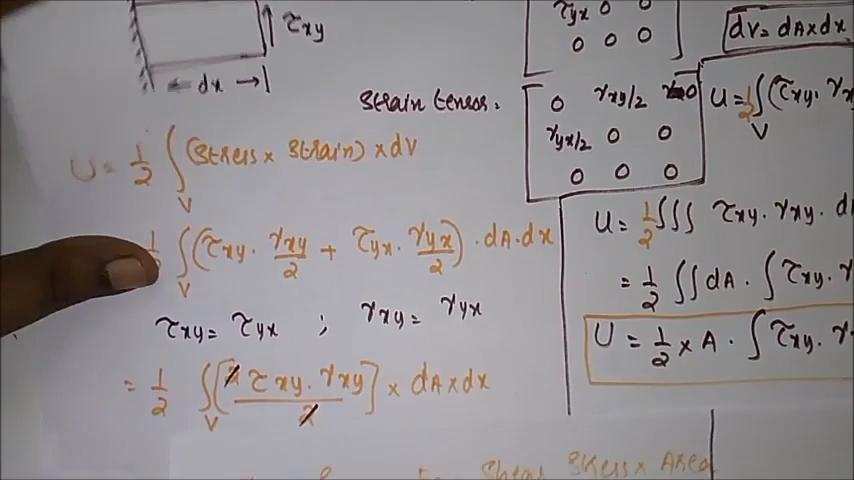 τxy
← dx →
τyx 0 0
0 0 0
dv = dA×dx
Strain tensor =
0 γxy/2 0
γyx/2 0 0
0 0 0
U = 1/2 ∫V (τxy. γx
U = 1/2 ∫V (Stress × Strain) × dV
1/2 ∫V (τxy . γxy/2 + τyx . γyx/2) . dA. dx
τxy = τyx ; γxy = γyx
= 1/2 ∫V [2 τxy. γxy / 2] × dA×dx
U = 1/2 ∫∫∫ τxy. γxy. d
= 1/2 ∫∫ dA . ∫ τxy. γ
U = 1/2 × A . ∫ τxy. γ
Shear Stress × Area